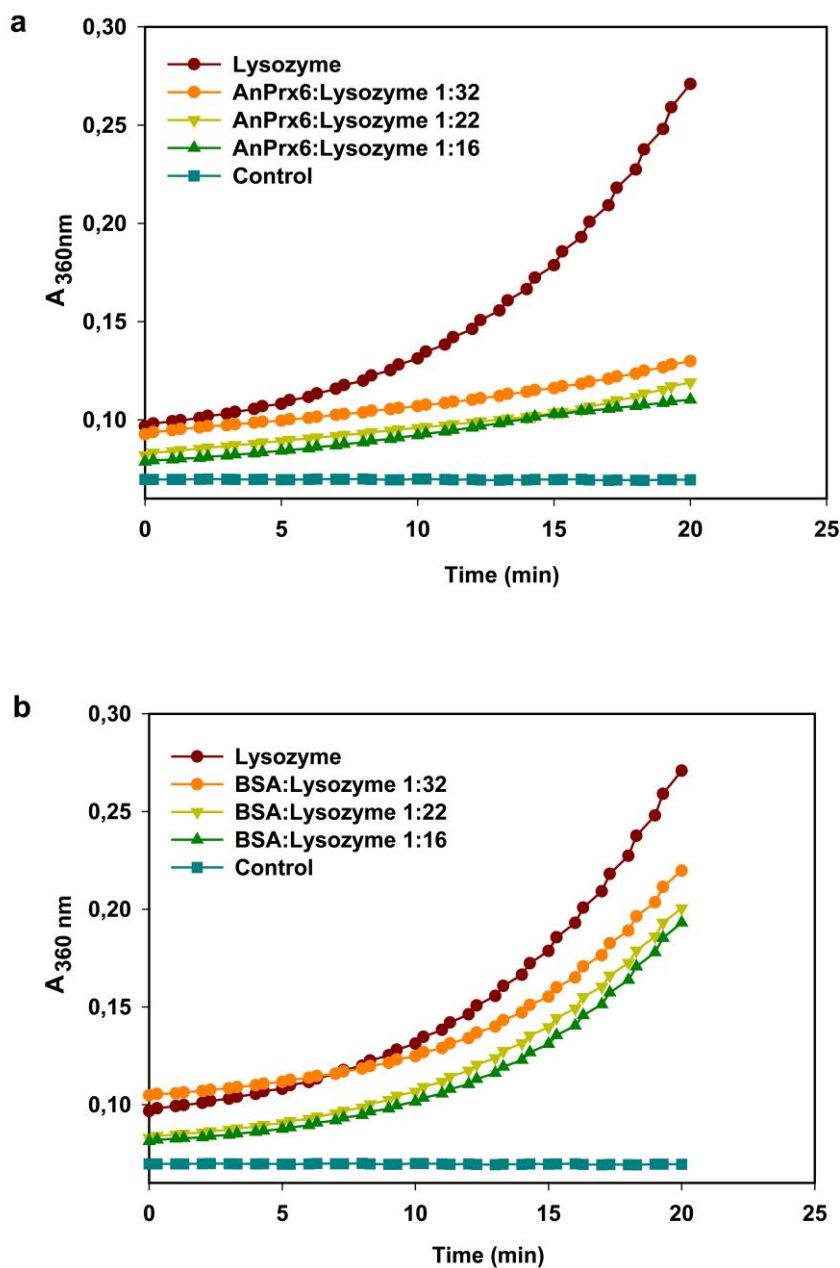 a
0,30
0,25
0,20
0,15
0,10
A360nm
Lysozyme
AnPrx6:Lysozyme 1:32
AnPrx6:Lysozyme 1:22
AnPrx6:Lysozyme 1:16
Control
0 5 10 15 20 25
Time (min)
b
0,30
0,25
0,20
0,15
0,10
A360 nm
Lysozyme
BSA:Lysozyme 1:32
BSA:Lysozyme 1:22
BSA:Lysozyme 1:16
Control
0 5 10 15 20 25
Time (min)